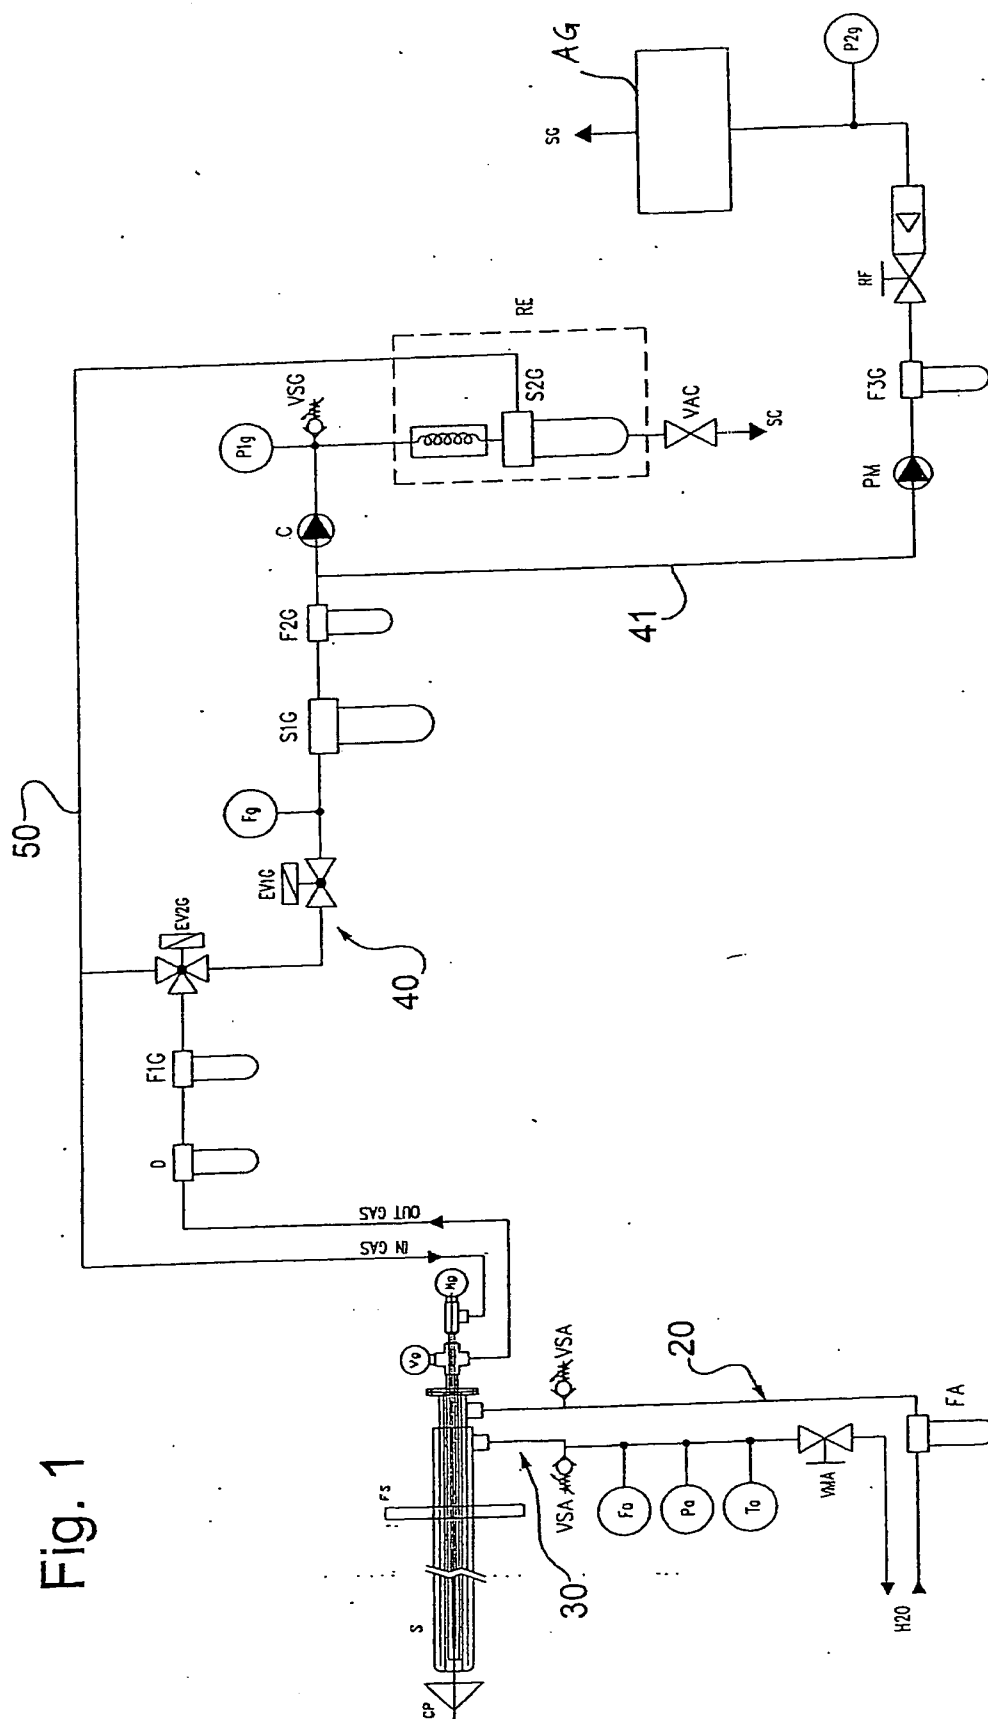 Fig. 1
50
EV2G
F1G
D
OUT GAS
IN GAS
40
EV1G
Fg
S1G
F2G
C
P1g
VSG
RE
S2G
VAC
SC
41
PM
F3G
RF
P2g
AG
SG
Vg
Mg
VSA
20
FA
VSA
30
Fa
Pa
Ta
VMA
H2O
FS
S
CP